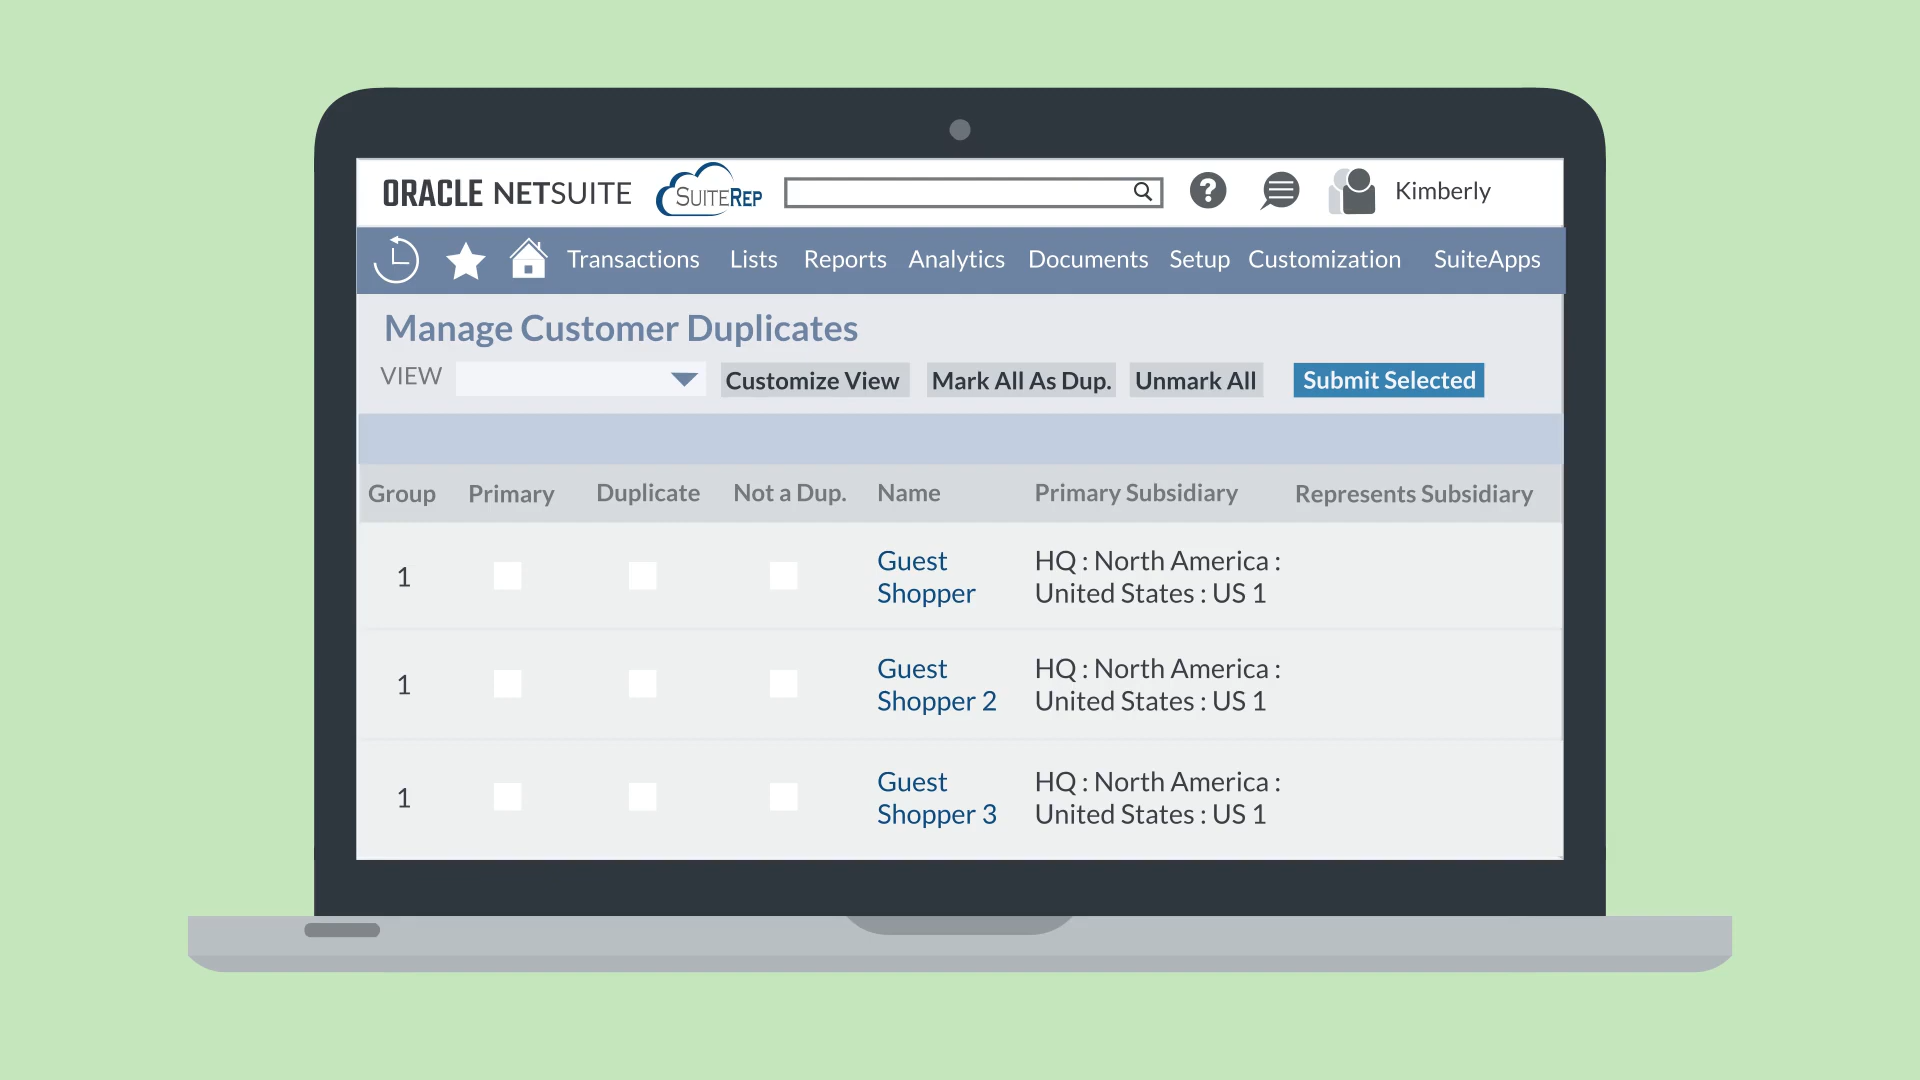 ORACLE NETSUITE SUITEREP Kimberly
Transactions Lists Reports Analytics Documents Setup Customization SuiteApps
Manage Customer Duplicates
VIEW Customize View Mark All As Dup. Unmark All Submit Selected
Group Primary Duplicate Not a Dup. Name Primary Subsidiary Represents Subsidiary
1 Guest HQ : North America :
Shopper United States : US 1
1 Guest HQ : North America :
Shopper 2 United States : US 1
1 Guest HQ : North America :
Shopper 3 United States : US 1